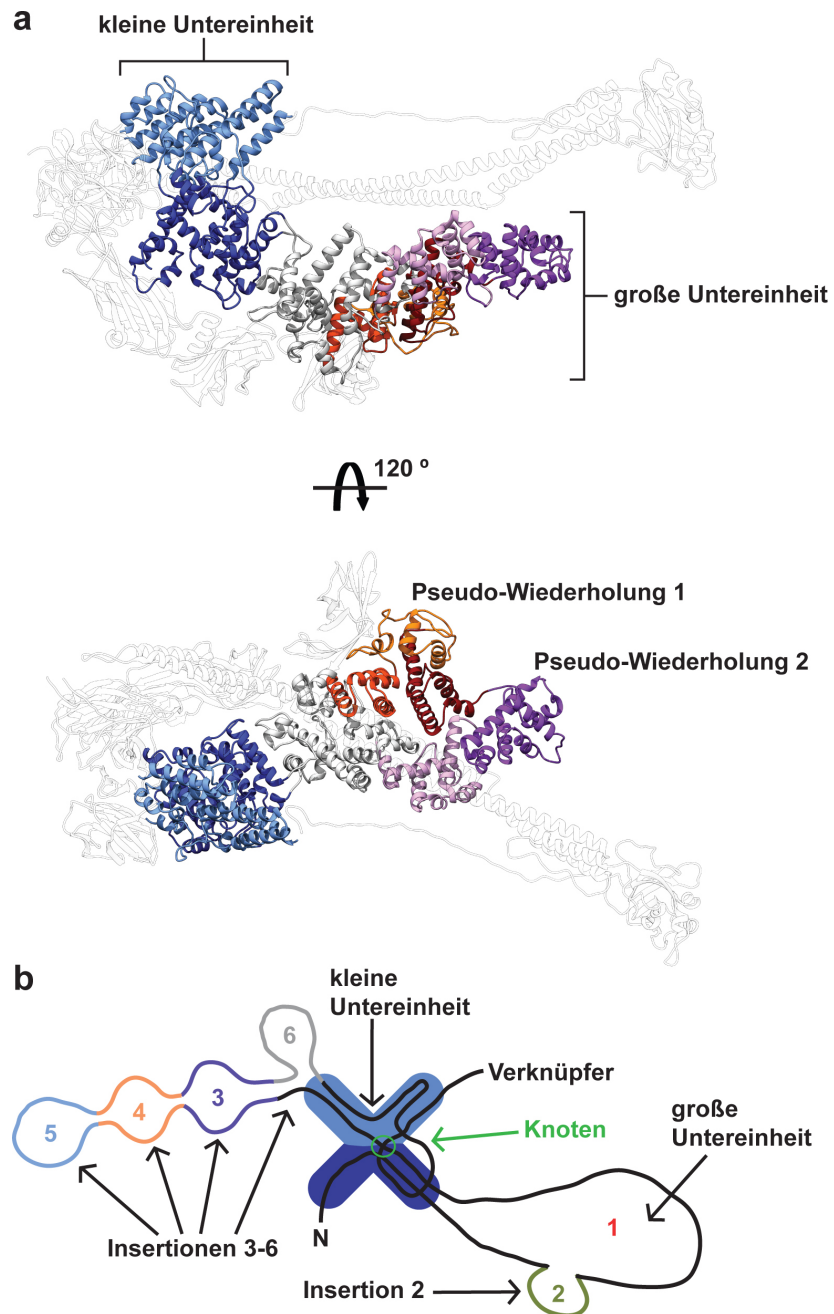 a
kleine Untereinheit
große Untereinheit
120 º
Pseudo-Wiederholung 1
Pseudo-Wiederholung 2
b
kleine
Untereinheit
6
Verknüpfer
große
Untereinheit
3
4
5
Knoten
1
N
Insertionen 3-6
Insertion 2
2